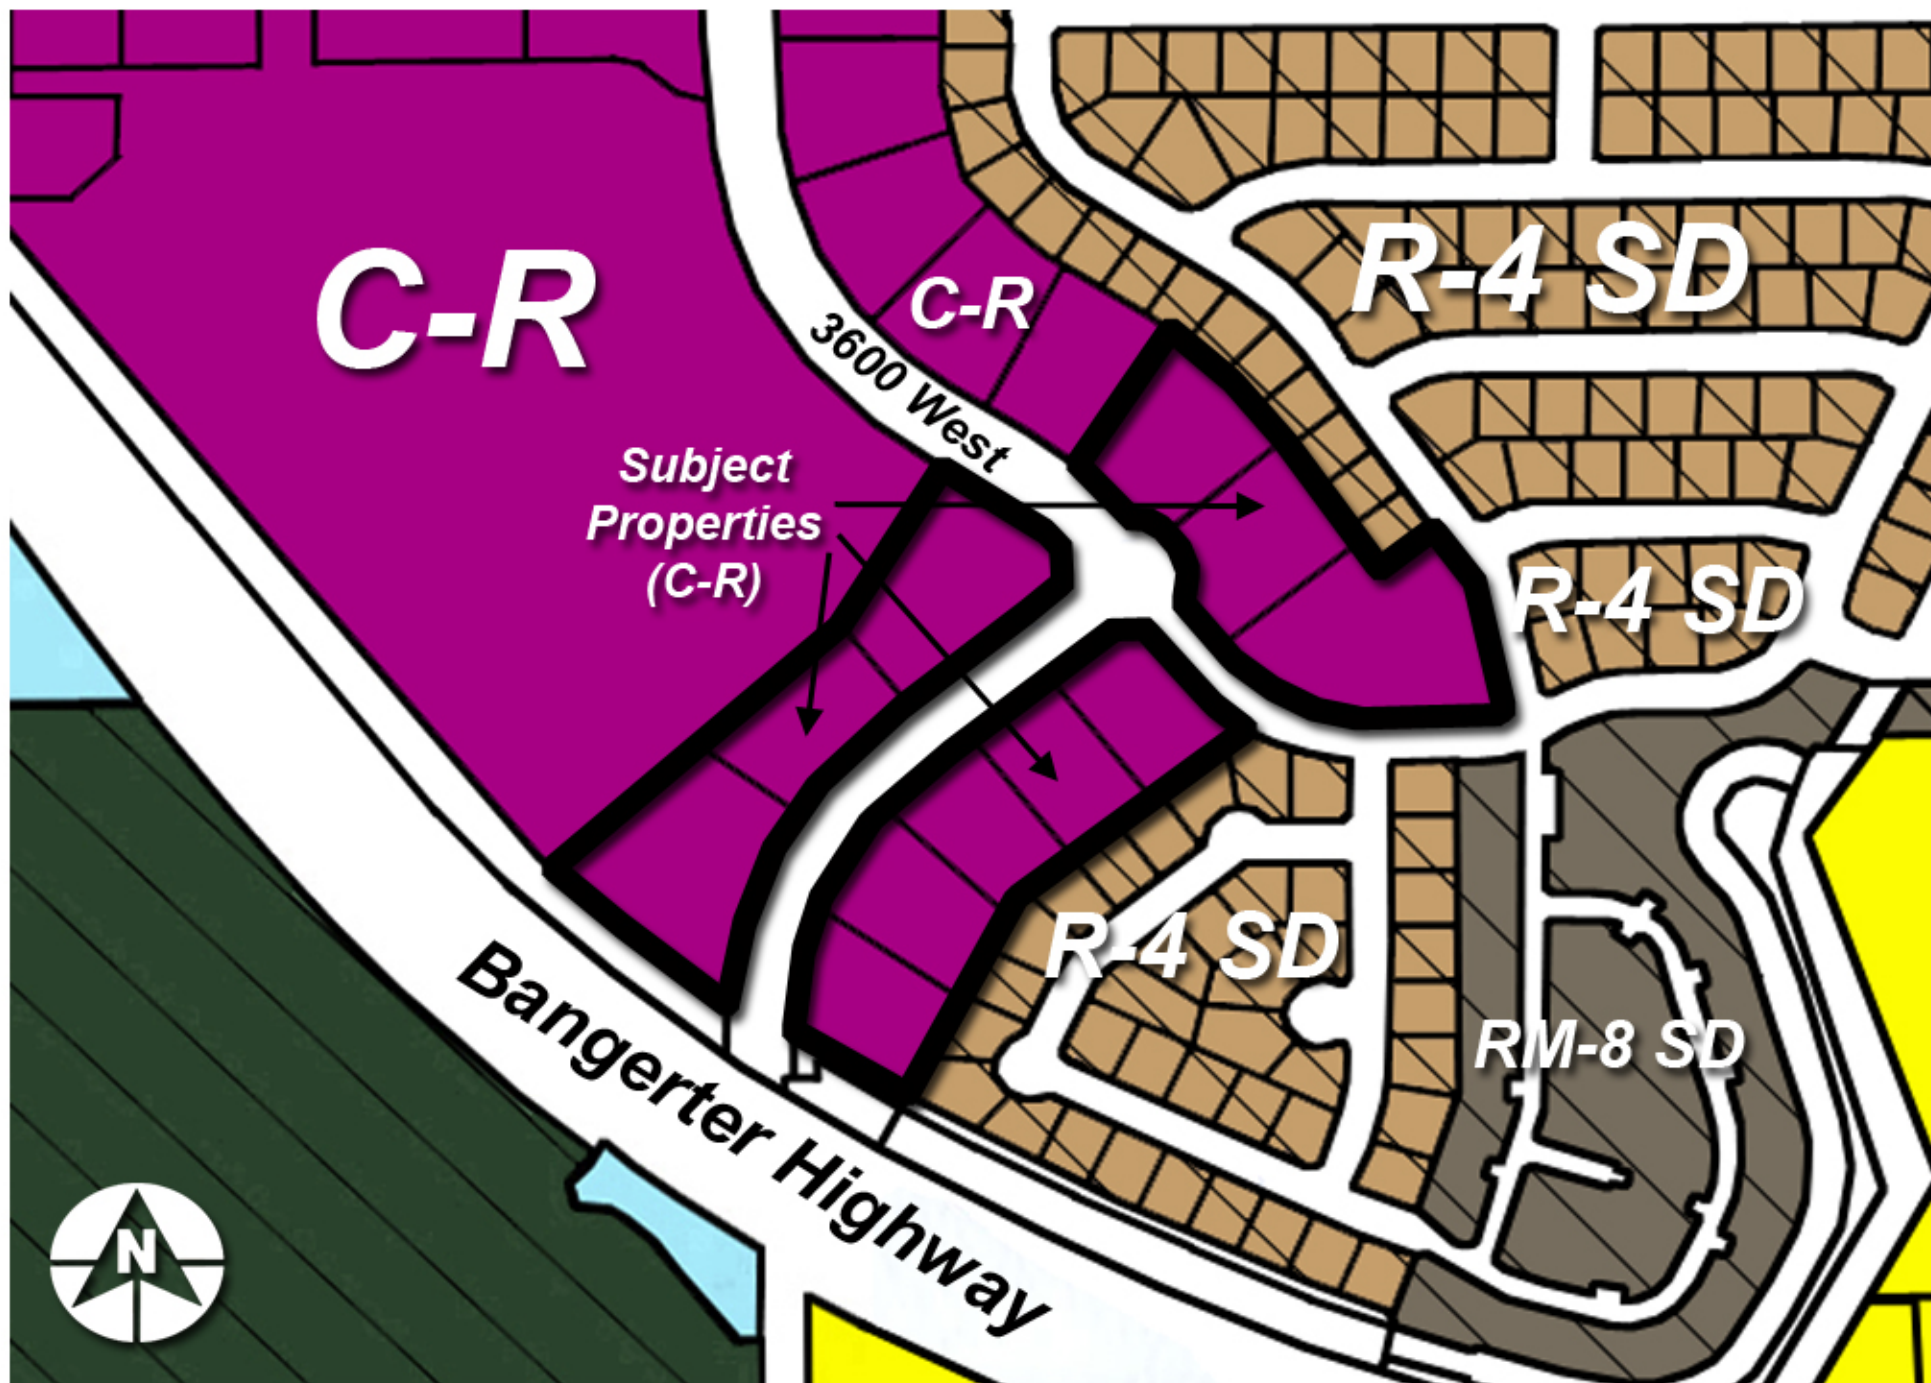 C-R
C-R
R-4 SD
3600 West
Subject
Properties
(C-R)
R-4 SD
R-4 SD
RM-8 SD
Bangerter Highway
N